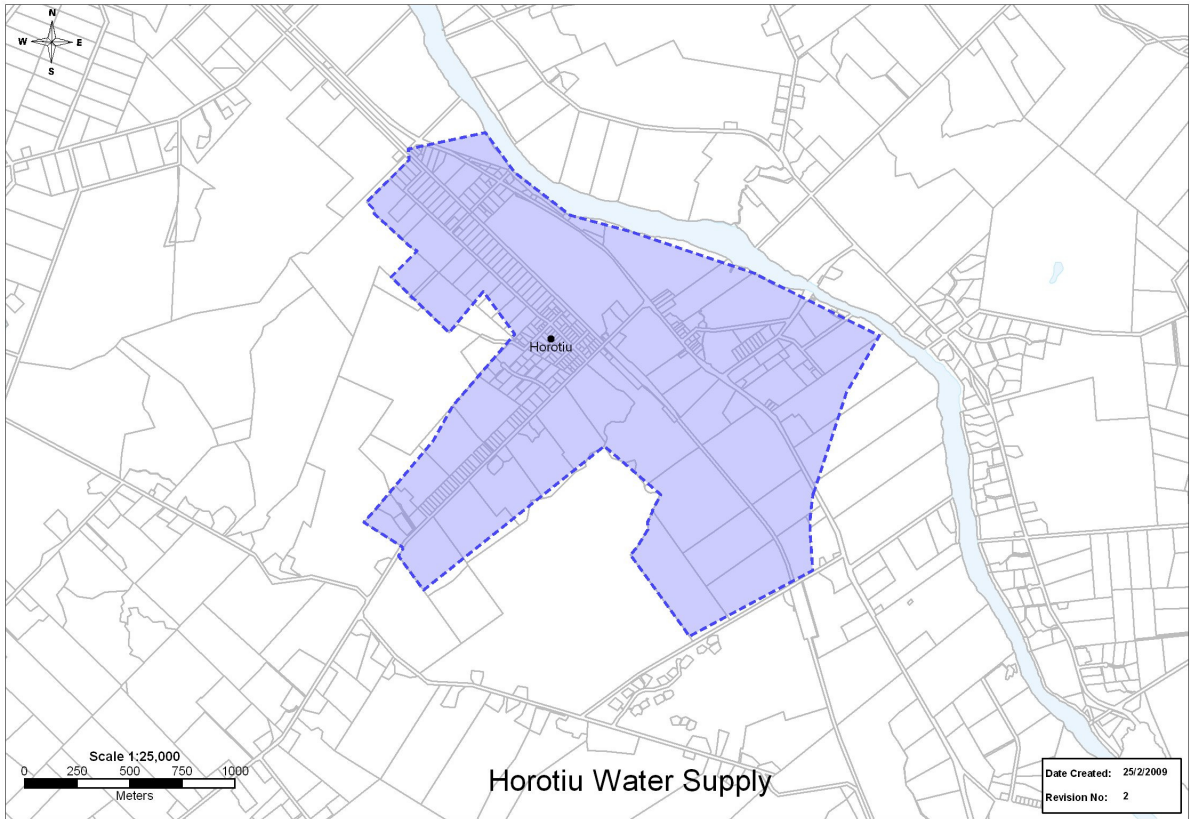 N
W E
S
Horotiu
Scale 1:25,000
0 250 500 750 1000
Meters
Horotiu Water Supply
Date Created: 25/2/2009
Revision No: 2